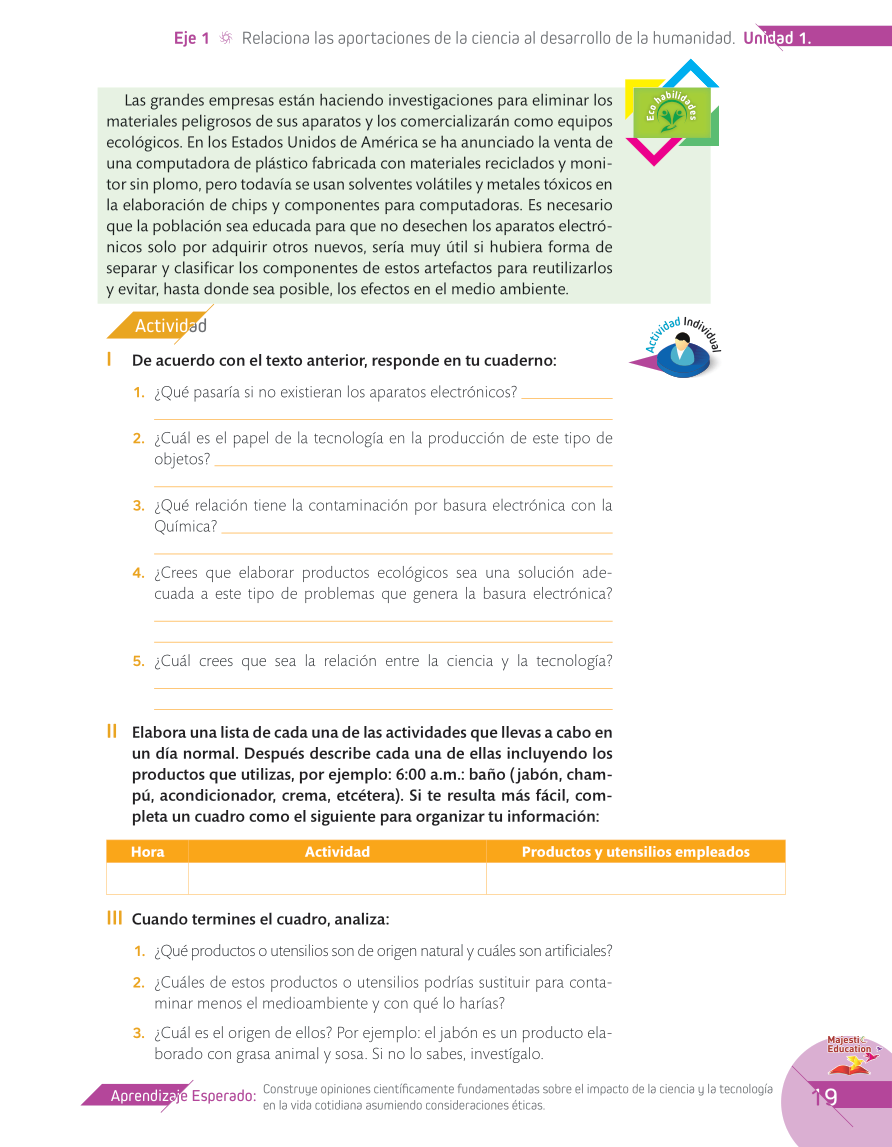 Eje 1 Relaciona las aportaciones de la ciencia al desarrollo de la humanidad. Unidad 1.
Las grandes empresas están haciendo investigaciones para eliminar los
materiales peligrosos de sus aparatos y los comercializarán como equipos
ecológicos. En los Estados Unidos de América se ha anunciado la venta de
una computadora de plástico fabricada con materiales reciclados y moni-
tor sin plomo, pero todavía se usan solventes volátiles y metales tóxicos en
la elaboración de chips y componentes para computadoras. Es necesario
que la población sea educada para que no desechen los aparatos electró-
nicos solo por adquirir otros nuevos, sería muy útil si hubiera forma de
separar y clasificar los componentes de estos artefactos para reutilizarlos
y evitar, hasta donde sea posible, los efectos en el medio ambiente.
Eco habilidades
Actividad
Actividad Individual
I De acuerdo con el texto anterior, responde en tu cuaderno:
1. ¿Qué pasaría si no existieran los aparatos electrónicos?
2. ¿Cuál es el papel de la tecnología en la producción de este tipo de
objetos?
3. ¿Qué relación tiene la contaminación por basura electrónica con la
Química?
4. ¿Crees que elaborar productos ecológicos sea una solución ade-
cuada a este tipo de problemas que genera la basura electrónica?
5. ¿Cuál crees que sea la relación entre la ciencia y la tecnología?
II Elabora una lista de cada una de las actividades que llevas a cabo en
un día normal. Después describe cada una de ellas incluyendo los
productos que utilizas, por ejemplo: 6:00 a.m.: baño (jabón, cham-
pú, acondicionador, crema, etcétera). Si te resulta más fácil, com-
pleta un cuadro como el siguiente para organizar tu información:
Hora Actividad Productos y utensilios empleados
III Cuando termines el cuadro, analiza:
1. ¿Qué productos o utensilios son de origen natural y cuáles son artificiales?
2. ¿Cuáles de estos productos o utensilios podrías sustituir para conta-
minar menos el medioambiente y con qué lo harías?
3. ¿Cuál es el origen de ellos? Por ejemplo: el jabón es un producto ela-
borado con grasa animal y sosa. Si no lo sabes, investígalo.
Majestic
Education
Aprendizaje Esperado:
Construye opiniones científicamente fundamentadas sobre el impacto de la ciencia y la tecnología
en la vida cotidiana asumiendo consideraciones éticas.
19